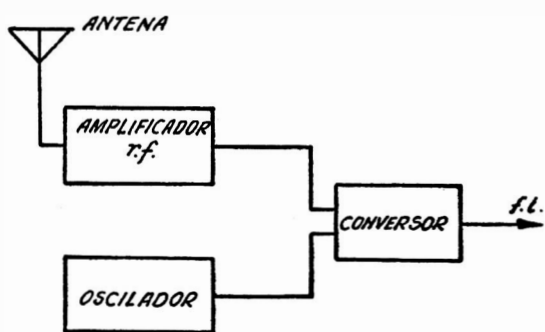 ANTENA
AMPLIFICADOR
r.f.
f.i.
CONVERSOR
OSCILADOR